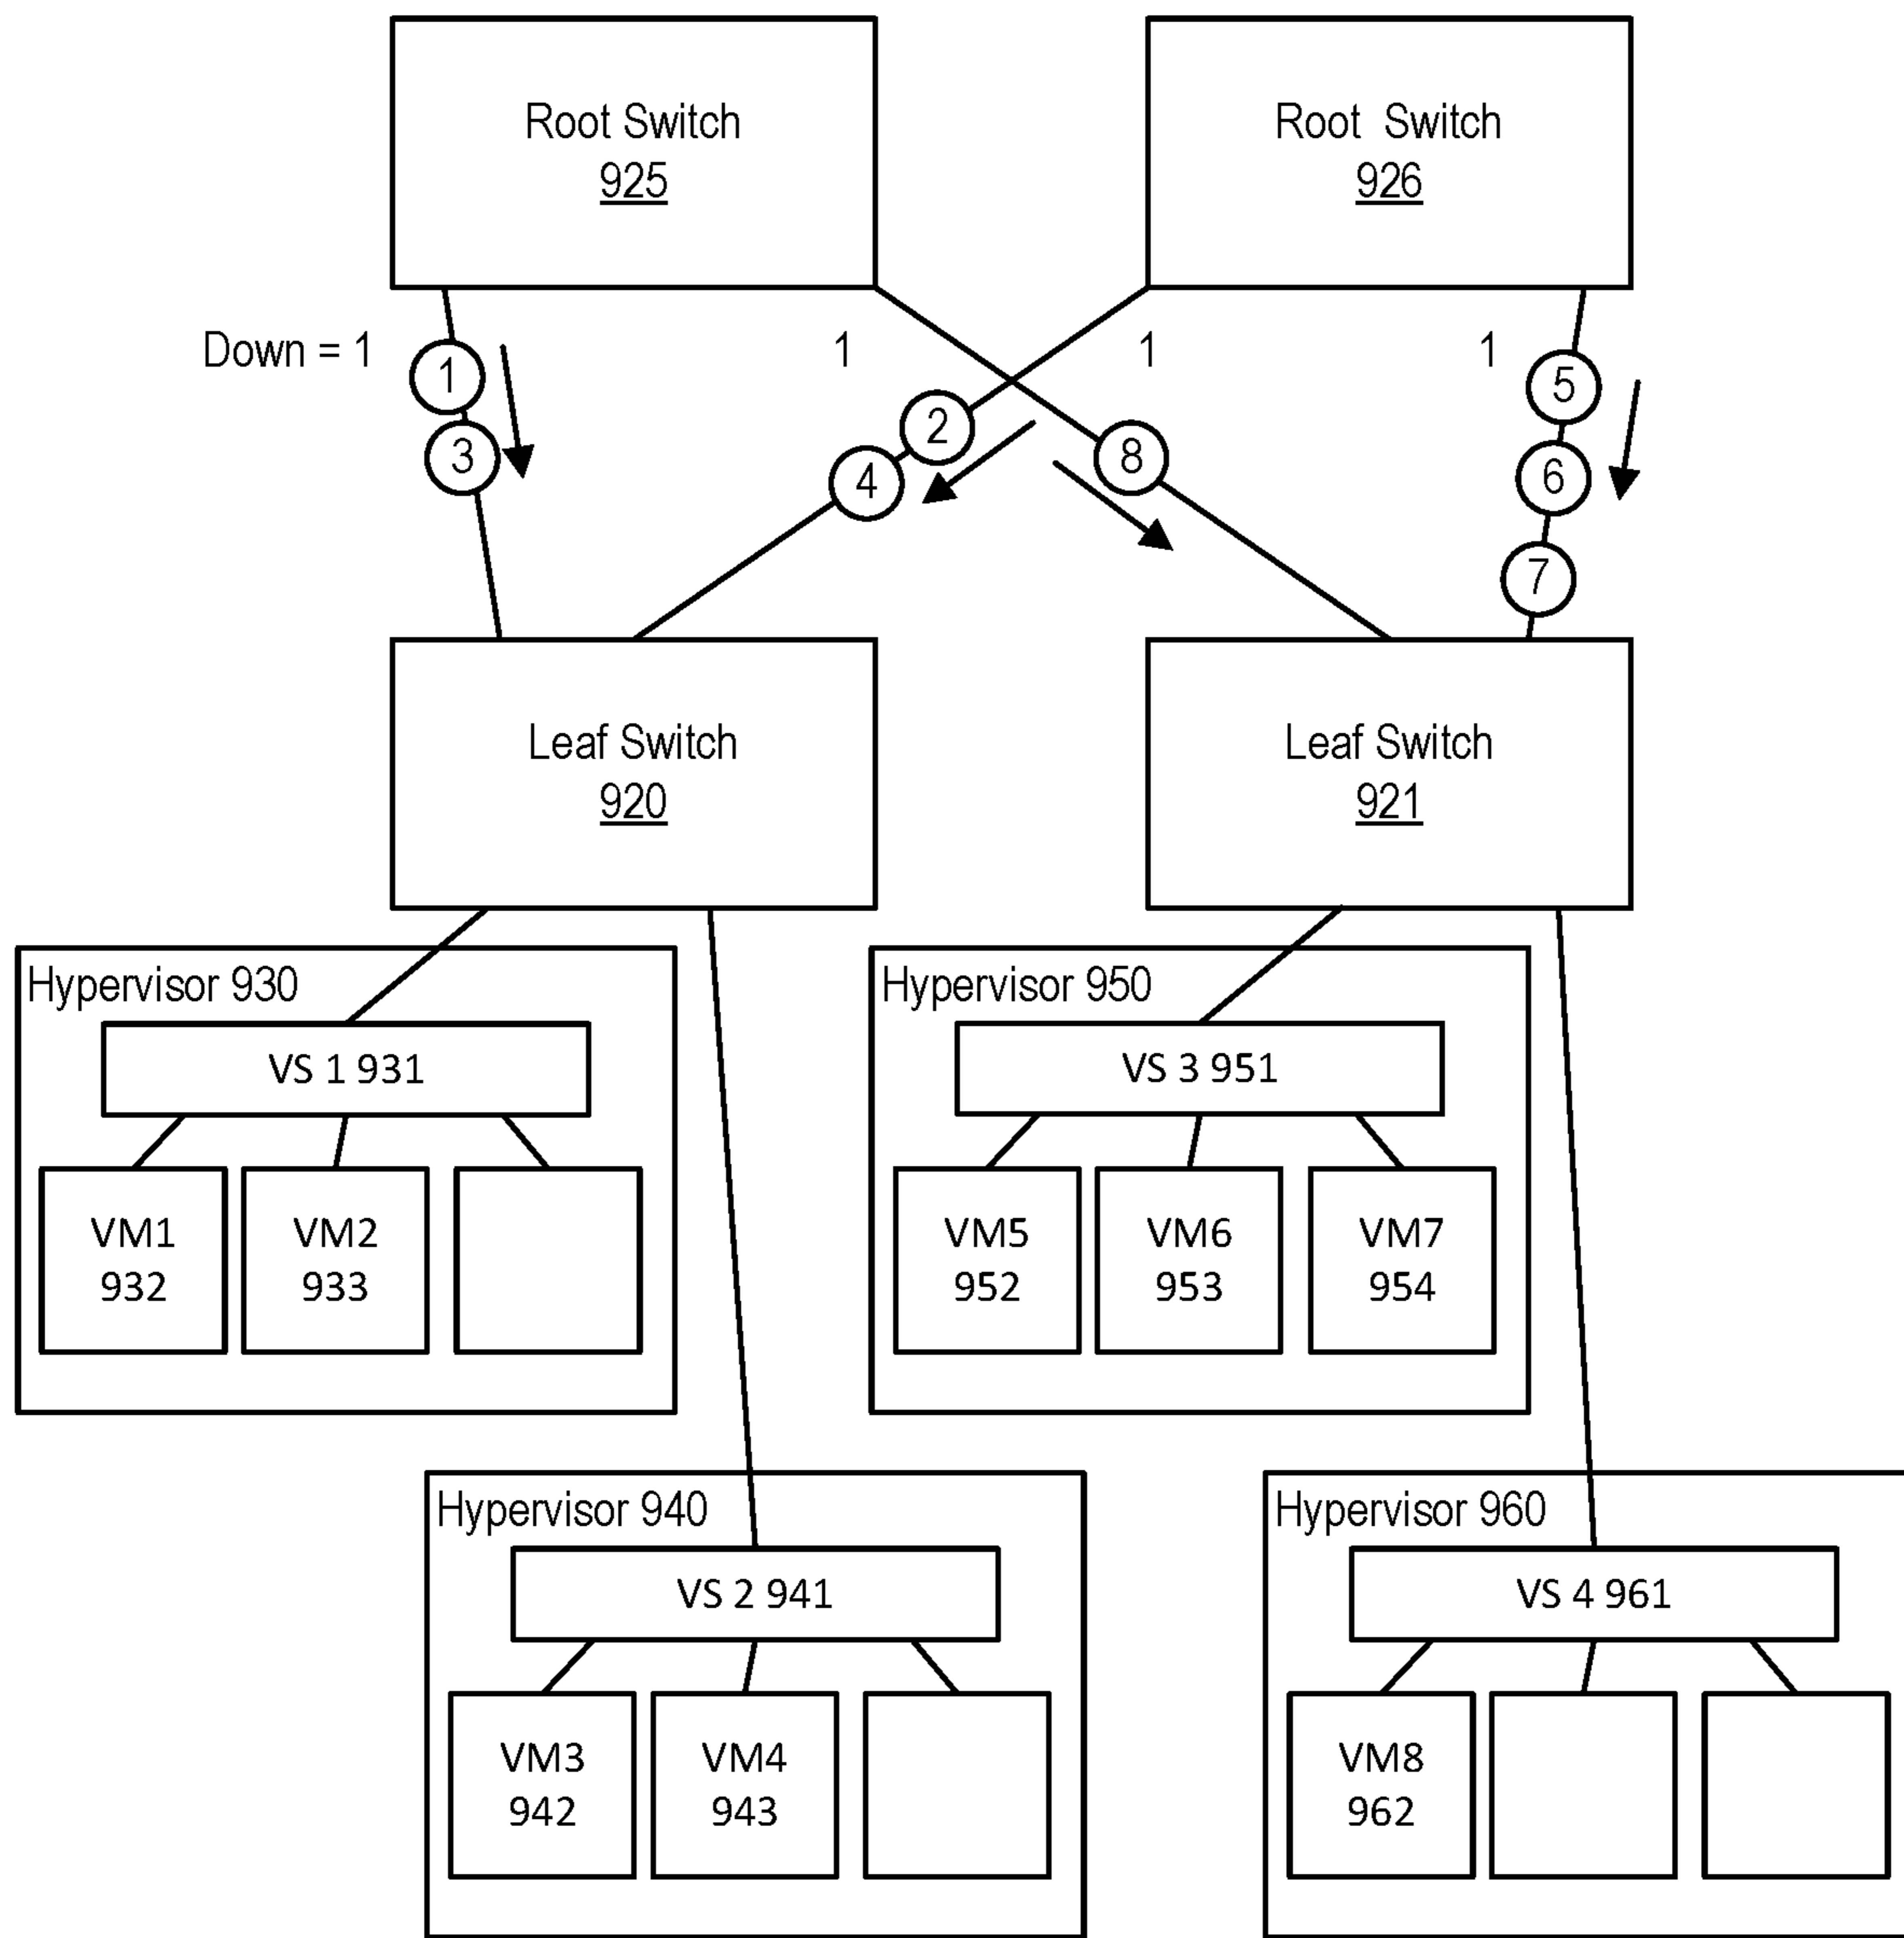 Root Switch
925
Root Switch
926
Down = 1
1
1
1
1
3
2
4
8
5
6
7
Leaf Switch
920
Leaf Switch
921
Hypervisor 930
VS 1 931
VM1
932
VM2
933
Hypervisor 950
VS 3 951
VM5
952
VM6
953
VM7
954
Hypervisor 940
VS 2 941
VM3
942
VM4
943
Hypervisor 960
VS 4 961
VM8
962